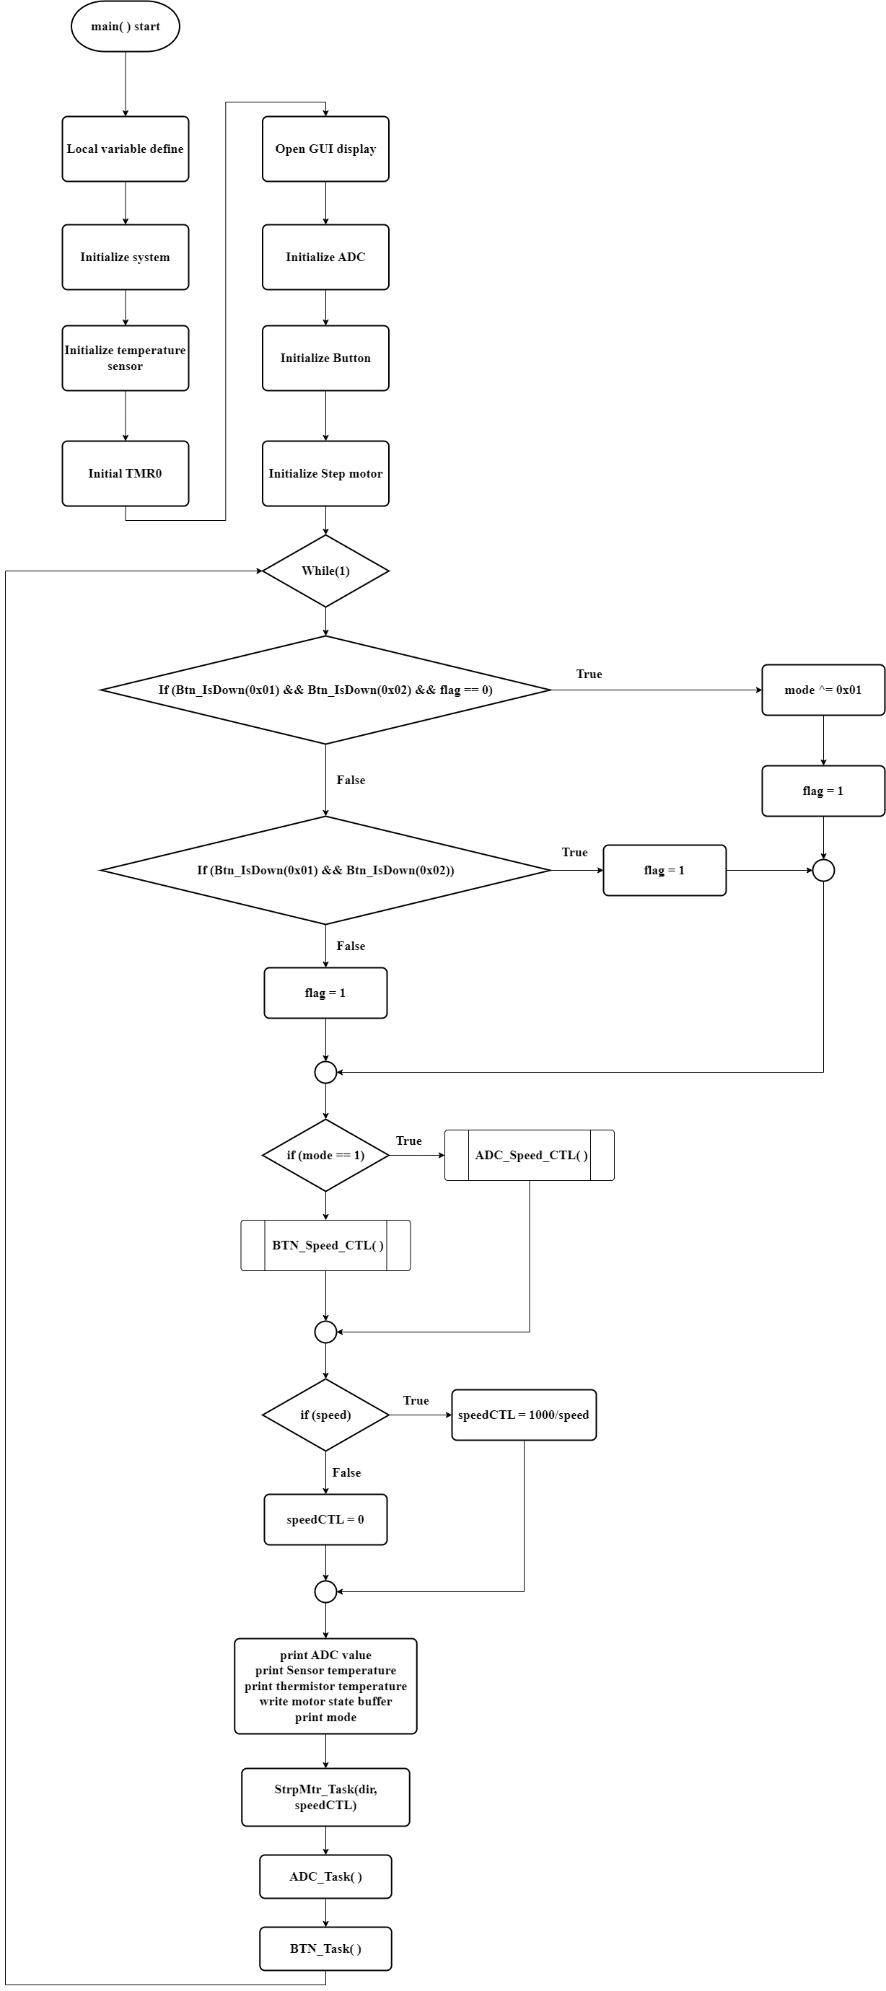 main( ) start
Local variable define
Initialize system
Initialize temperature
sensor
Initial TMR0
Open GUI display
Initialize ADC
Initialize Button
Initialize Step motor
While(1)
If (Btn_IsDown(0x01) && Btn_IsDown(0x02) && flag == 0)
True
mode ^= 0x01
flag = 1
False
If (Btn_IsDown(0x01) && Btn_IsDown(0x02))
True
flag = 1
False
flag = 1
if (mode == 1)
True
ADC_Speed_CTL( )
BTN_Speed_CTL( )
if (speed)
True
speedCTL = 1000/speed
False
speedCTL = 0
print ADC value
print Sensor temperature
print thermistor temperature
write motor state buffer
print mode
StrpMtr_Task(dir,
speedCTL)
ADC_Task( )
BTN_Task( )